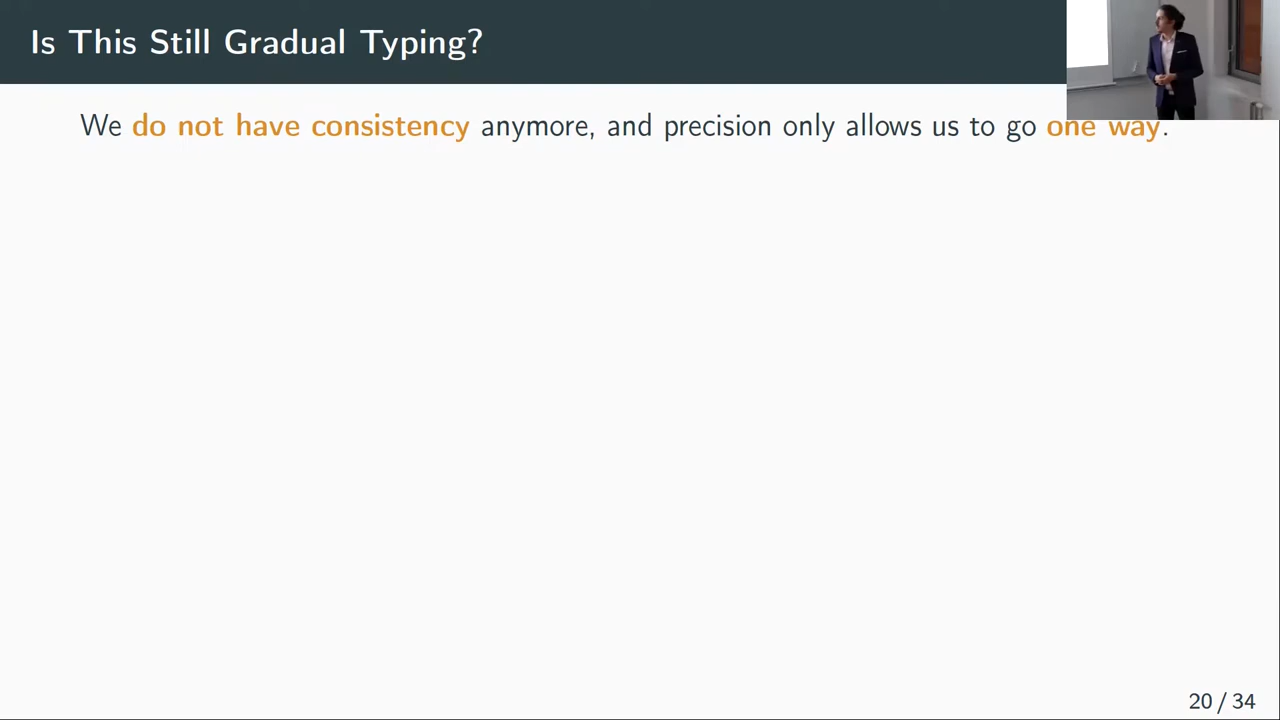 Is This Still Gradual Typing?
We do not have consistency anymore, and precision only allows us to go one way.
20 / 34